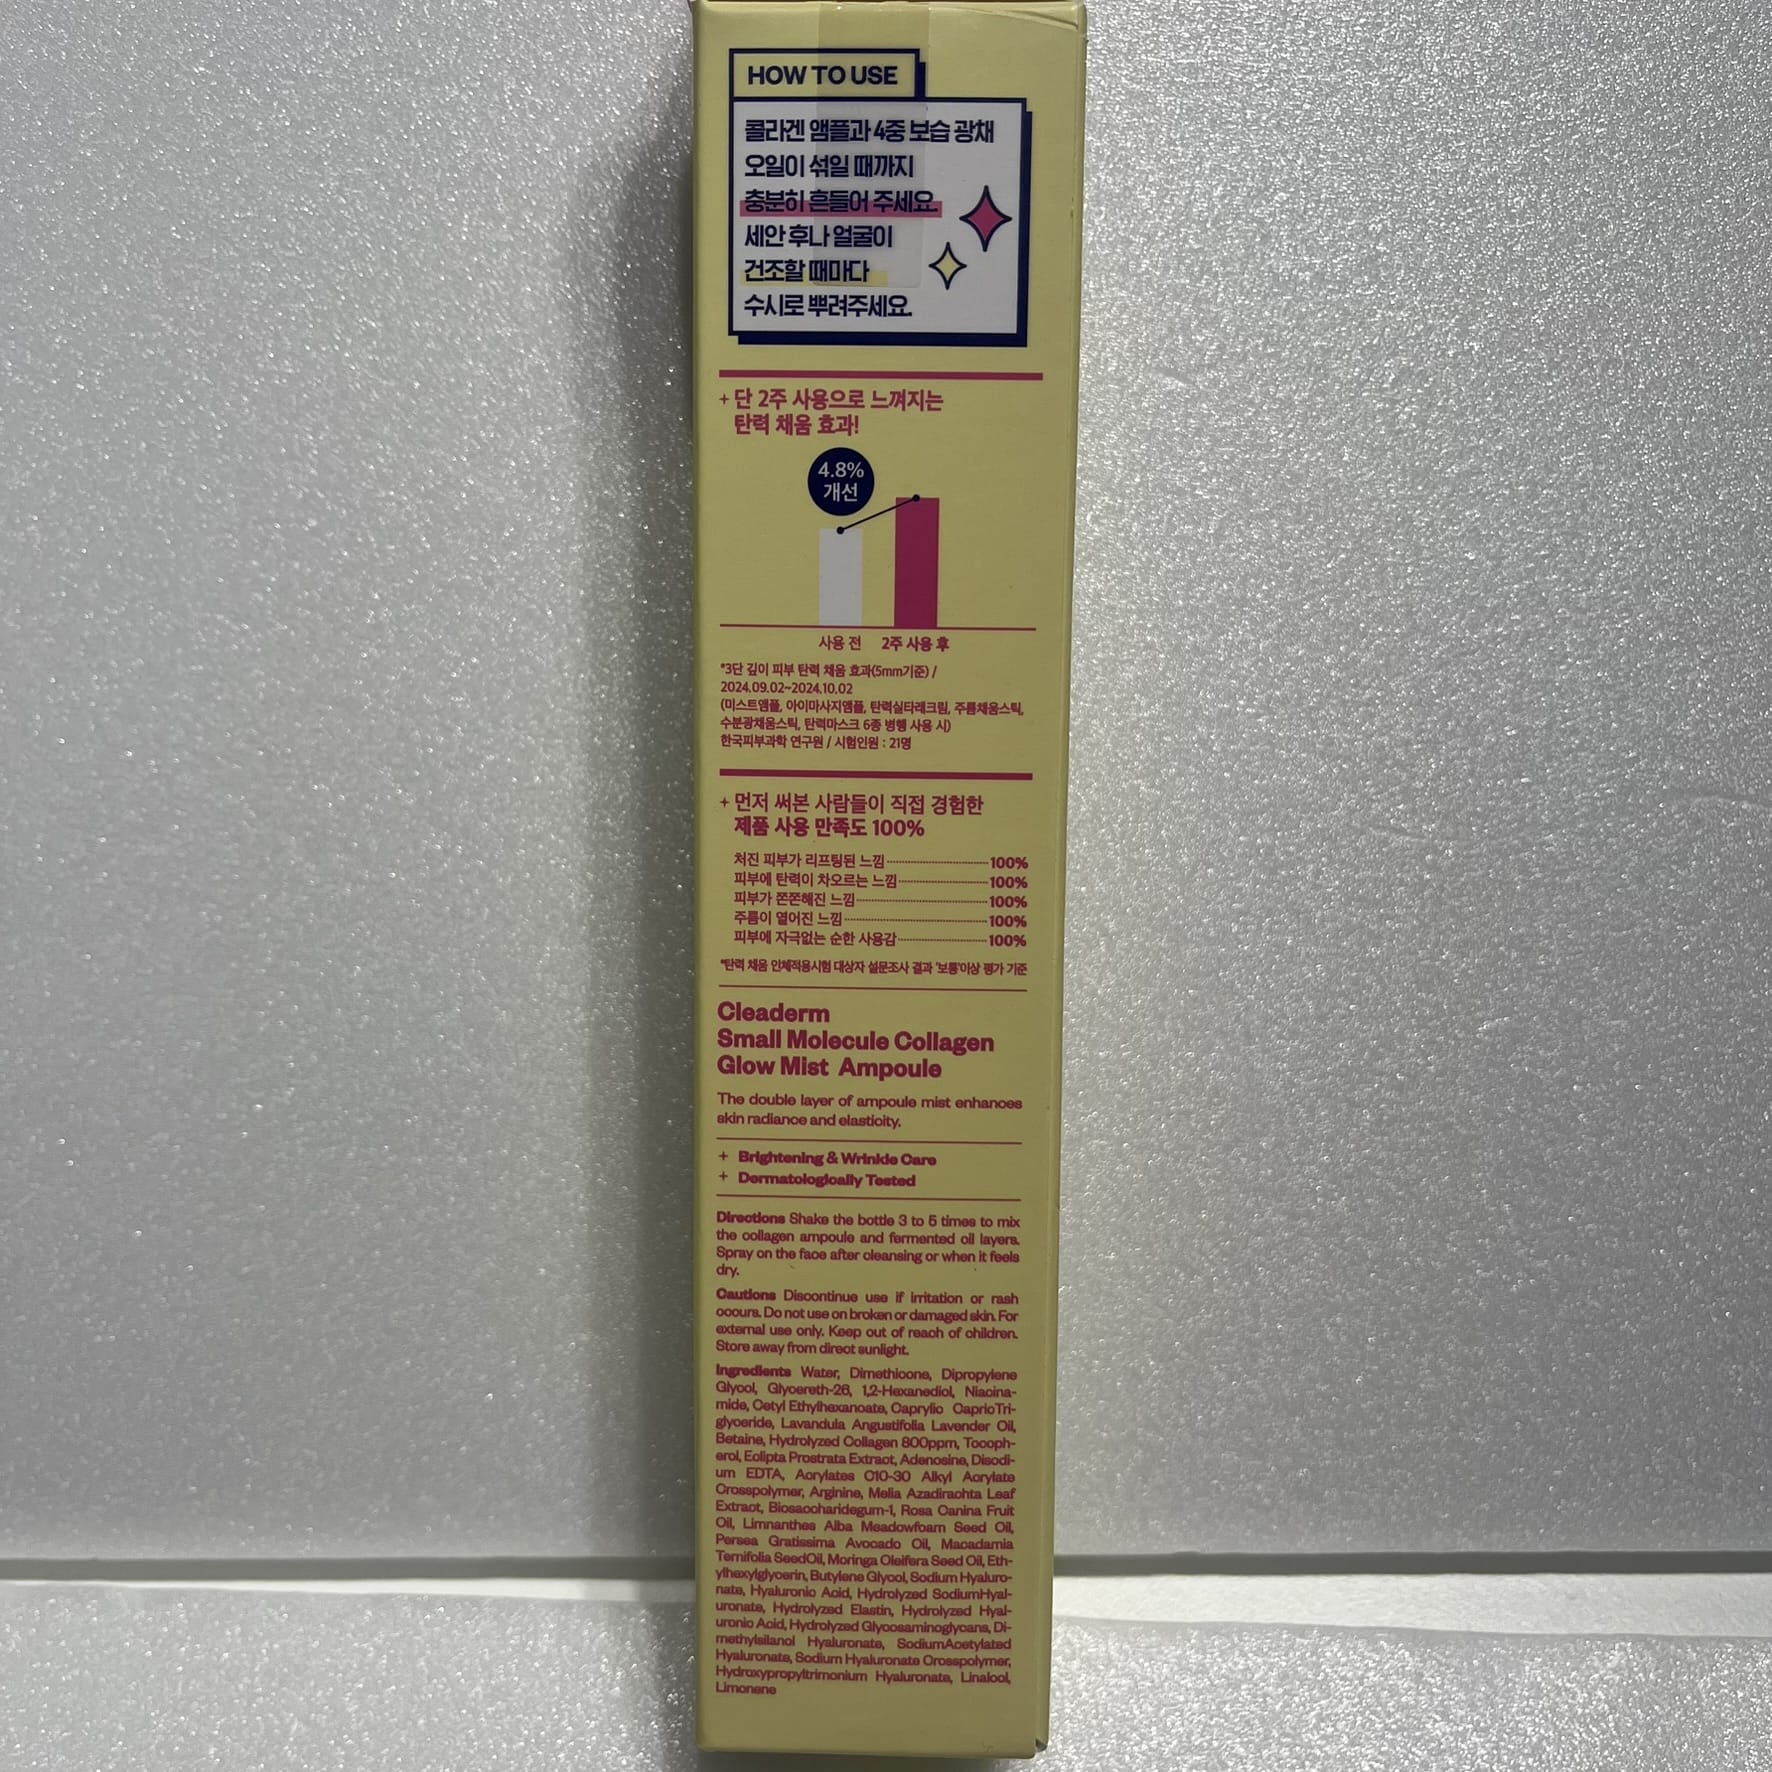 HOW TO USE
콜라겐 앰플과 4중 보습 광채
오일이 섞일 때까지
충분히 흔들어 주세요.
세안 후나 얼굴이
건조할 때마다
수시로 뿌려주세요.
+ 단 2주 사용으로 느껴지는
탄력 채움 효과!
4.8%
개선
사용 전 2주 사용 후
*3단 깊이 피부 탄력 채움 효과(5mm기준) /
2024.09.02~2024.10.02
(미스트앰플, 아이마사지앰플, 탄력실타래크림, 주름채움스틱,
수분광채움스틱, 탄력마스크 6종 병행 사용 시)
한국피부과학 연구원 / 시험인원 : 21명
+ 먼저 써본 사람들이 직접 경험한
제품 사용 만족도 100%
처진 피부가 리프팅된 느낌 100%
피부에 탄력이 차오르는 느낌 100%
피부가 쫀쫀해진 느낌 100%
주름이 옅어진 느낌 100%
피부에 자극없는 순한 사용감 100%
*탄력 채움 인체적용시험 대상자 설문조사 결과 '보통'이상 평가 기준
Cleaderm
Small Molecule Collagen
Glow Mist Ampoule
The double layer of ampoule mist enhances
skin radiance and elasticity.
+ Brightening & Wrinkle Care
+ Dermatologically Tested
Directions Shake the bottle 3 to 5 times to mix
the collagen ampoule and fermented oil layers.
Spray on the face after cleansing or when it feels
dry.
Cautions Discontinue use if irritation or rash
occurs. Do not use on broken or damaged skin. For
external use only. Keep out of reach of children.
Store away from direct sunlight.
Ingredients Water, Dimethicone, Dipropylene
Glycol, Glycereth-26, 1,2-Hexanediol, Niacina-
mide, Cetyl Ethylhexanoate, Caprylic CapricTri-
glyceride, Lavandula Angustifolia Lavender Oil,
Betaine, Hydrolyzed Collagen 800ppm, Tocoph-
erol, Eclipta Prostrata Extract, Adenosine, Disodi-
um EDTA, Acrylates C10-30 Alkyl Acrylate
Crosspolymer, Arginine, Melia Azadirachta Leaf
Extract, Biosaccharidegum-1, Rosa Canina Fruit
Oil, Limnanthes Alba Meadowfoam Seed Oil,
Persea Gratissima Avocado Oil, Macadamia
Ternifolia SeedOil, Moringa Oleifera Seed Oil, Eth-
ylhexylglycerin, Butylene Glycol, Sodium Hyaluro-
nate, Hyaluronic Acid, Hydrolyzed SodiumHyal-
uronate, Hydrolyzed Elastin, Hydrolyzed Hyal-
uronic Acid, Hydrolyzed Glycosaminoglycans, Di-
methylsilanol Hyaluronate, SodiumAcetylated
Hyaluronate, Sodium Hyaluronate Crosspolymer,
Hydroxypropyltrimonium Hyaluronate, Linalool,
Limonene